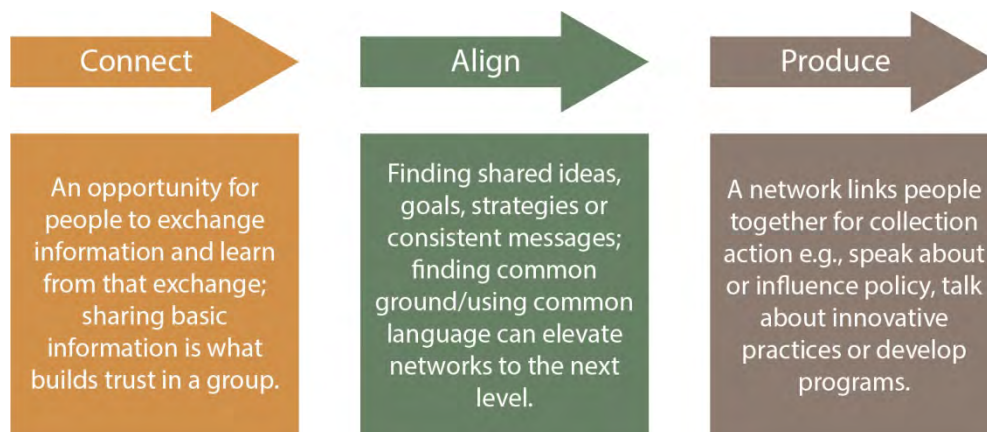 Connect
An opportunity for
people to exchange
information and learn
from that exchange;
sharing basic
information is what
builds trust in a group.
Align
Finding shared ideas,
goals, strategies or
consistent messages;
finding common
ground/using common
language can elevate
networks to the next
level.
Produce
A network links people
together for collection
action e.g., speak about
or influence policy, talk
about innovative
practices or develop
programs.